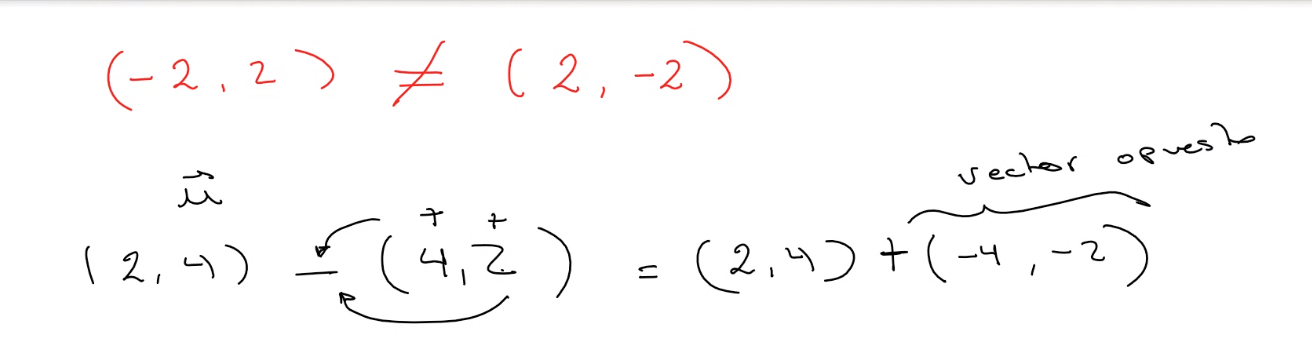 (-2, 2) ≠ (2, -2)
vector opuesto
u⃗
+ +
(2, 4) - (4, 2) = (2, 4) + (-4, -2)